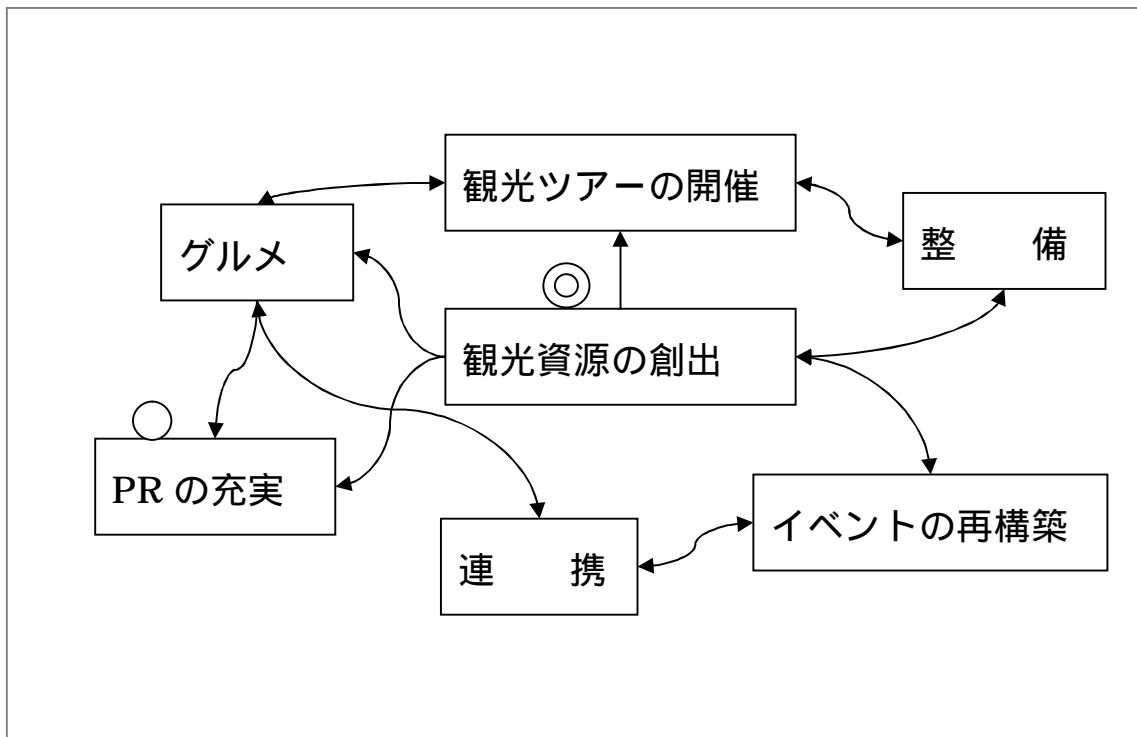 観光ツアーの開催
グルメ
整　　備
◎
観光資源の創出
○
PR の充実
イベントの再構築
連　　携